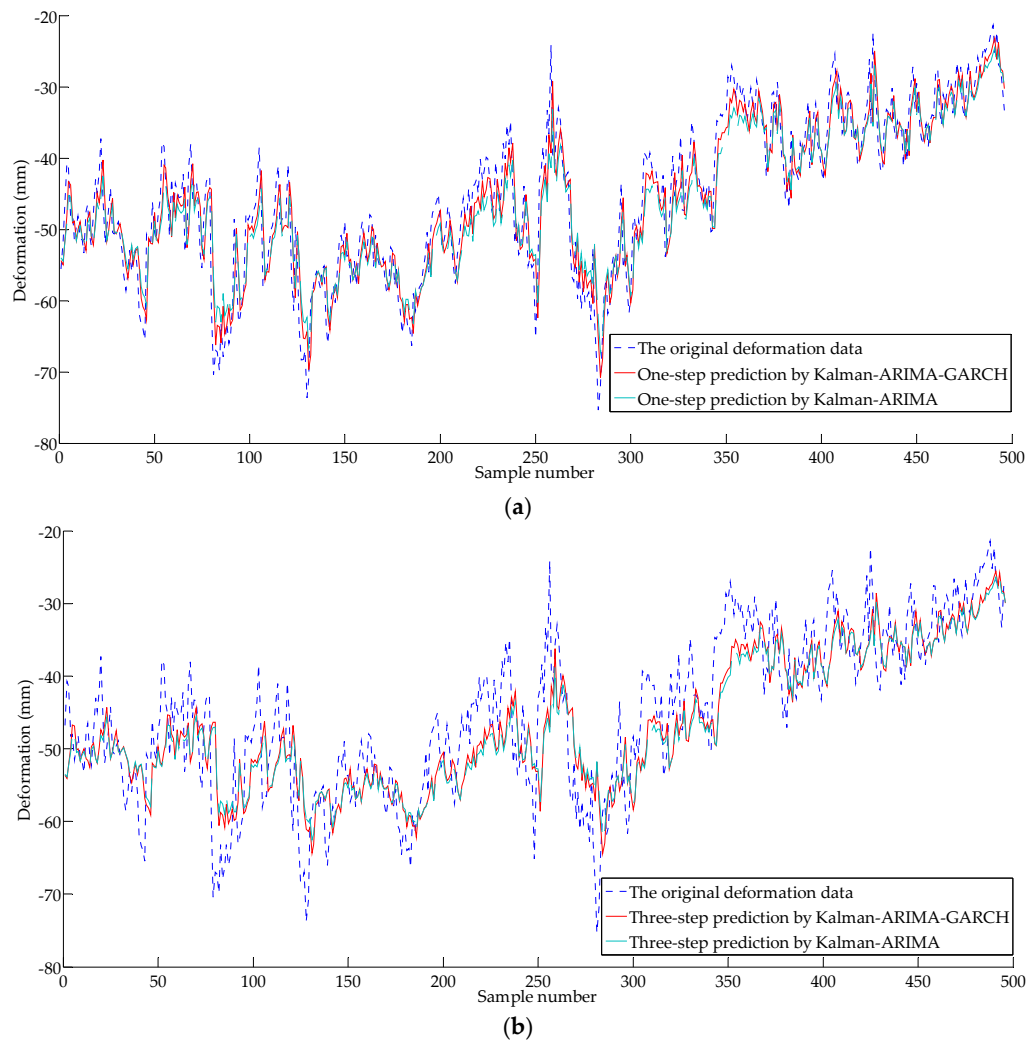 -20
-30
-40
-50
-60
-70
-80
Deformation (mm)
The original deformation data
One-step prediction by Kalman-ARIMA-GARCH
One-step prediction by Kalman-ARIMA
0 50 100 150 200 250 300 350 400 450 500
Sample number
(a)
-20
-30
-40
-50
-60
-70
-80
Deformation (mm)
The original deformation data
Three-step prediction by Kalman-ARIMA-GARCH
Three-step prediction by Kalman-ARIMA
0 50 100 150 200 250 300 350 400 450 500
Sample number
(b)